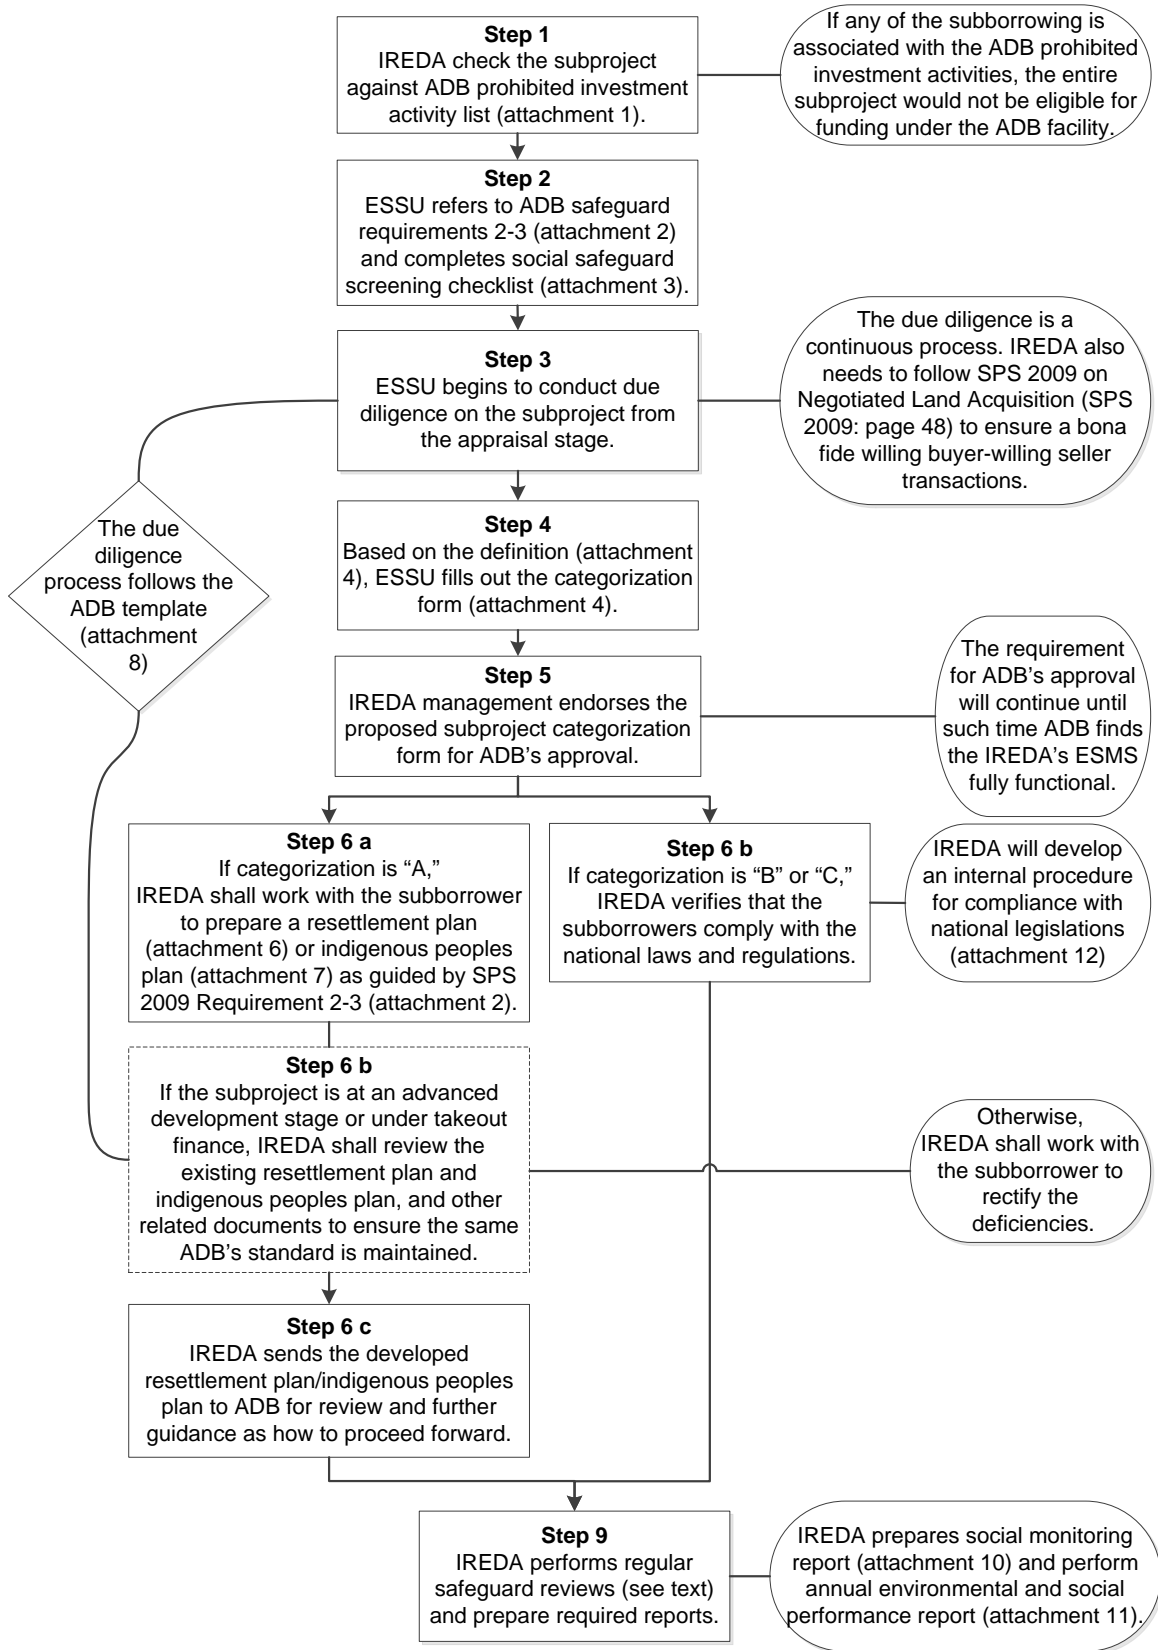 Step 1
IREDA check the subproject
against ADB prohibited investment
activity list (attachment 1).
If any of the subborrowing is
associated with the ADB prohibited
investment activities, the entire
subproject would not be eligible for
funding under the ADB facility.
Step 2
ESSU refers to ADB safeguard
requirements 2-3 (attachment 2)
and completes social safeguard
screening checklist (attachment 3).
Step 3
ESSU begins to conduct due
diligence on the subproject from
the appraisal stage.
The due diligence is a
continuous process. IREDA also
needs to follow SPS 2009 on
Negotiated Land Acquisition (SPS
2009: page 48) to ensure a bona
fide willing buyer-willing seller
transactions.
The due
diligence
process follows the
ADB template
(attachment
8)
Step 4
Based on the definition (attachment
4), ESSU fills out the categorization
form (attachment 4).
Step 5
IREDA management endorses the
proposed subproject categorization
form for ADB's approval.
The requirement
for ADB's approval
will continue until
such time ADB finds
the IREDA's ESMS
fully functional.
Step 6 a
If categorization is “A,”
IREDA shall work with the subborrower
to prepare a resettlement plan
(attachment 6) or indigenous peoples
plan (attachment 7) as guided by SPS
2009 Requirement 2-3 (attachment 2).
Step 6 b
If categorization is “B” or “C,”
IREDA verifies that the
subborrowers comply with the
national laws and regulations.
IREDA will develop
an internal procedure
for compliance with
national legislations
(attachment 12)
Step 6 b
If the subproject is at an advanced
development stage or under takeout
finance, IREDA shall review the
existing resettlement plan and
indigenous peoples plan, and other
related documents to ensure the same
ADB's standard is maintained.
Otherwise,
IREDA shall work with
the subborrower to
rectify the
deficiencies.
Step 6 c
IREDA sends the developed
resettlement plan/indigenous peoples
plan to ADB for review and further
guidance as how to proceed forward.
Step 9
IREDA performs regular
safeguard reviews (see text)
and prepare required reports.
IREDA prepares social monitoring
report (attachment 10) and perform
annual environmental and social
performance report (attachment 11).